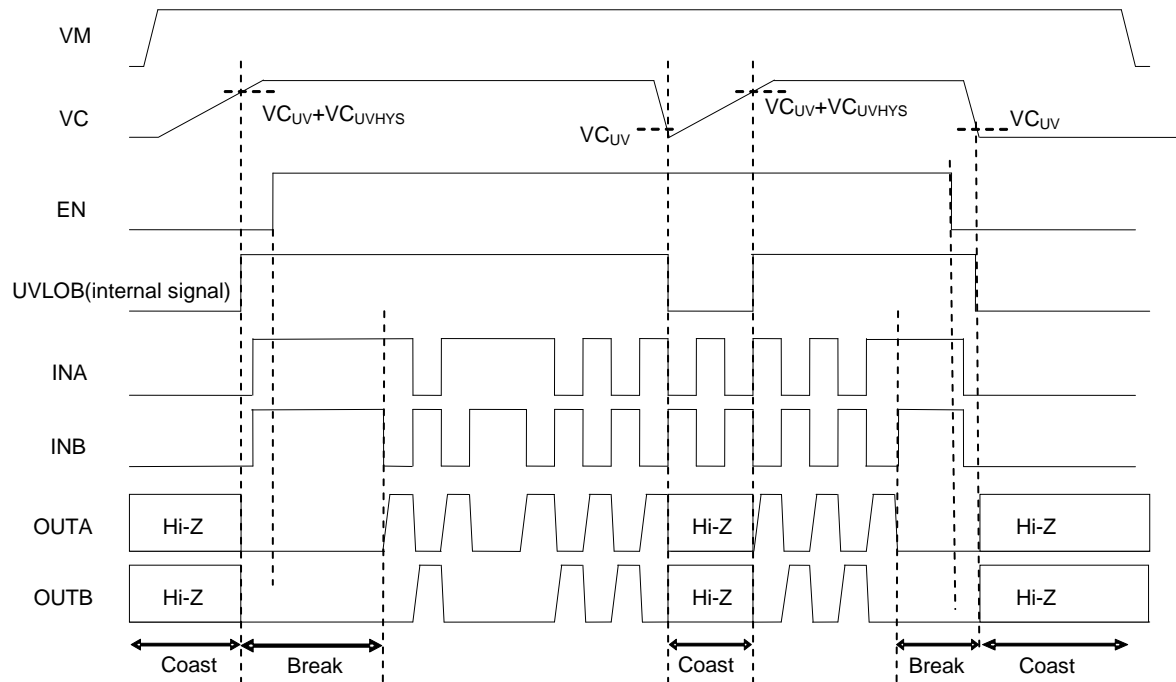 VM
VC
VCUV+VCUVHYS
VCUV
VCUV+VCUVHYS
VCUV
EN
UVLOB(internal signal)
INA
INB
OUTA
Hi-Z
Hi-Z
Hi-Z
OUTB
Hi-Z
Hi-Z
Hi-Z
Coast
Break
Coast
Break
Coast